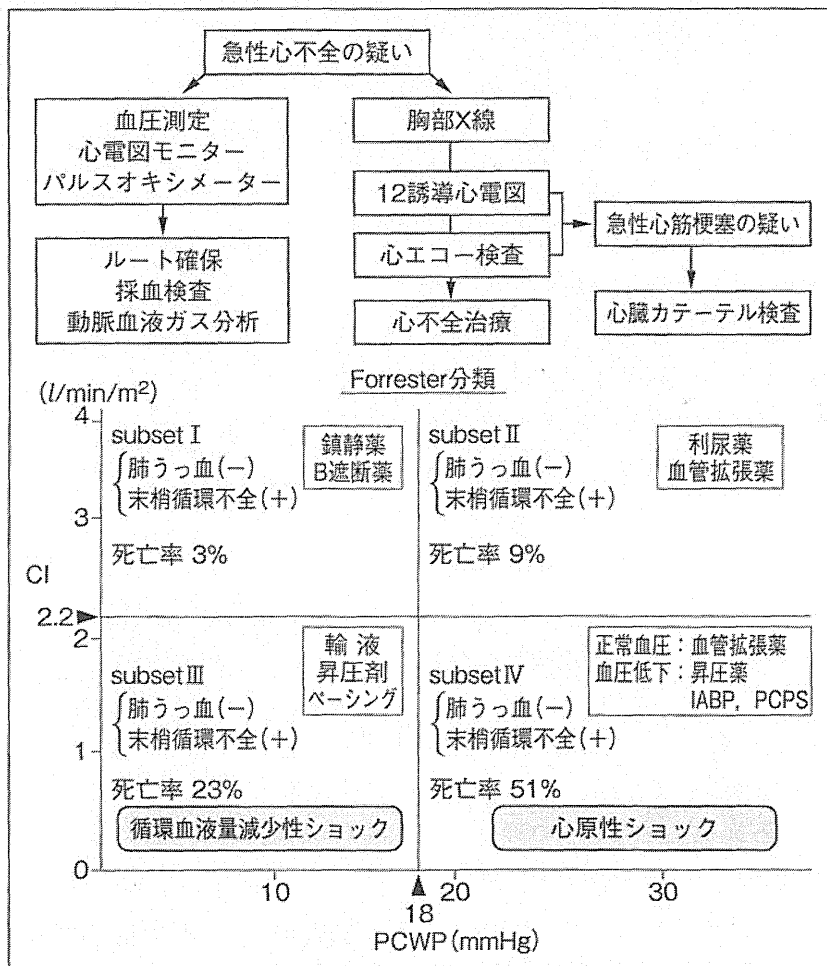 急性心不全の疑い
血圧測定
心電図モニター
パルスオキシメーター
ルート確保
採血検査
動脈血液ガス分析
胸部X線
12誘導心電図
心エコー検査
心不全治療
急性心筋梗塞の疑い
心臓カテーテル検査
Forrester分類
(l/min/m²)
4
3
CI
2.2
2
1
0
subset I
肺うっ血(−)
末梢循環不全(+)
死亡率 3%
鎮静薬
B遮断薬
subset II
肺うっ血(−)
末梢循環不全(+)
死亡率 9%
利尿薬
血管拡張薬
subset III
肺うっ血(−)
末梢循環不全(+)
死亡率 23%
輸 液
昇圧剤
ペーシング
循環血液量減少性ショック
subset IV
肺うっ血(−)
末梢循環不全(+)
死亡率 51%
正常血圧:血管拡張薬
血圧低下:昇圧薬
IABP, PCPS
心原性ショック
10
18
20
30
PCWP(mmHg)